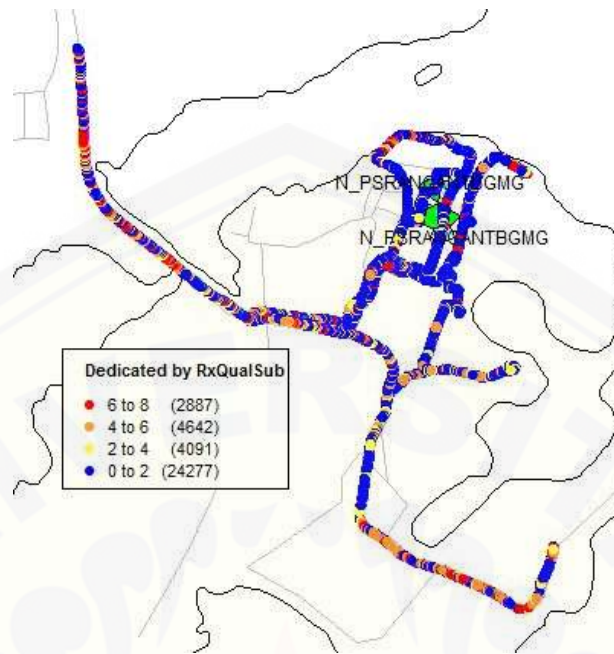 N_PSRANGANTBGMG
Dedicated by RxQualSub
6 to 8 (2887)
4 to 6 (4642)
2 to 4 (4091)
0 to 2 (24277)